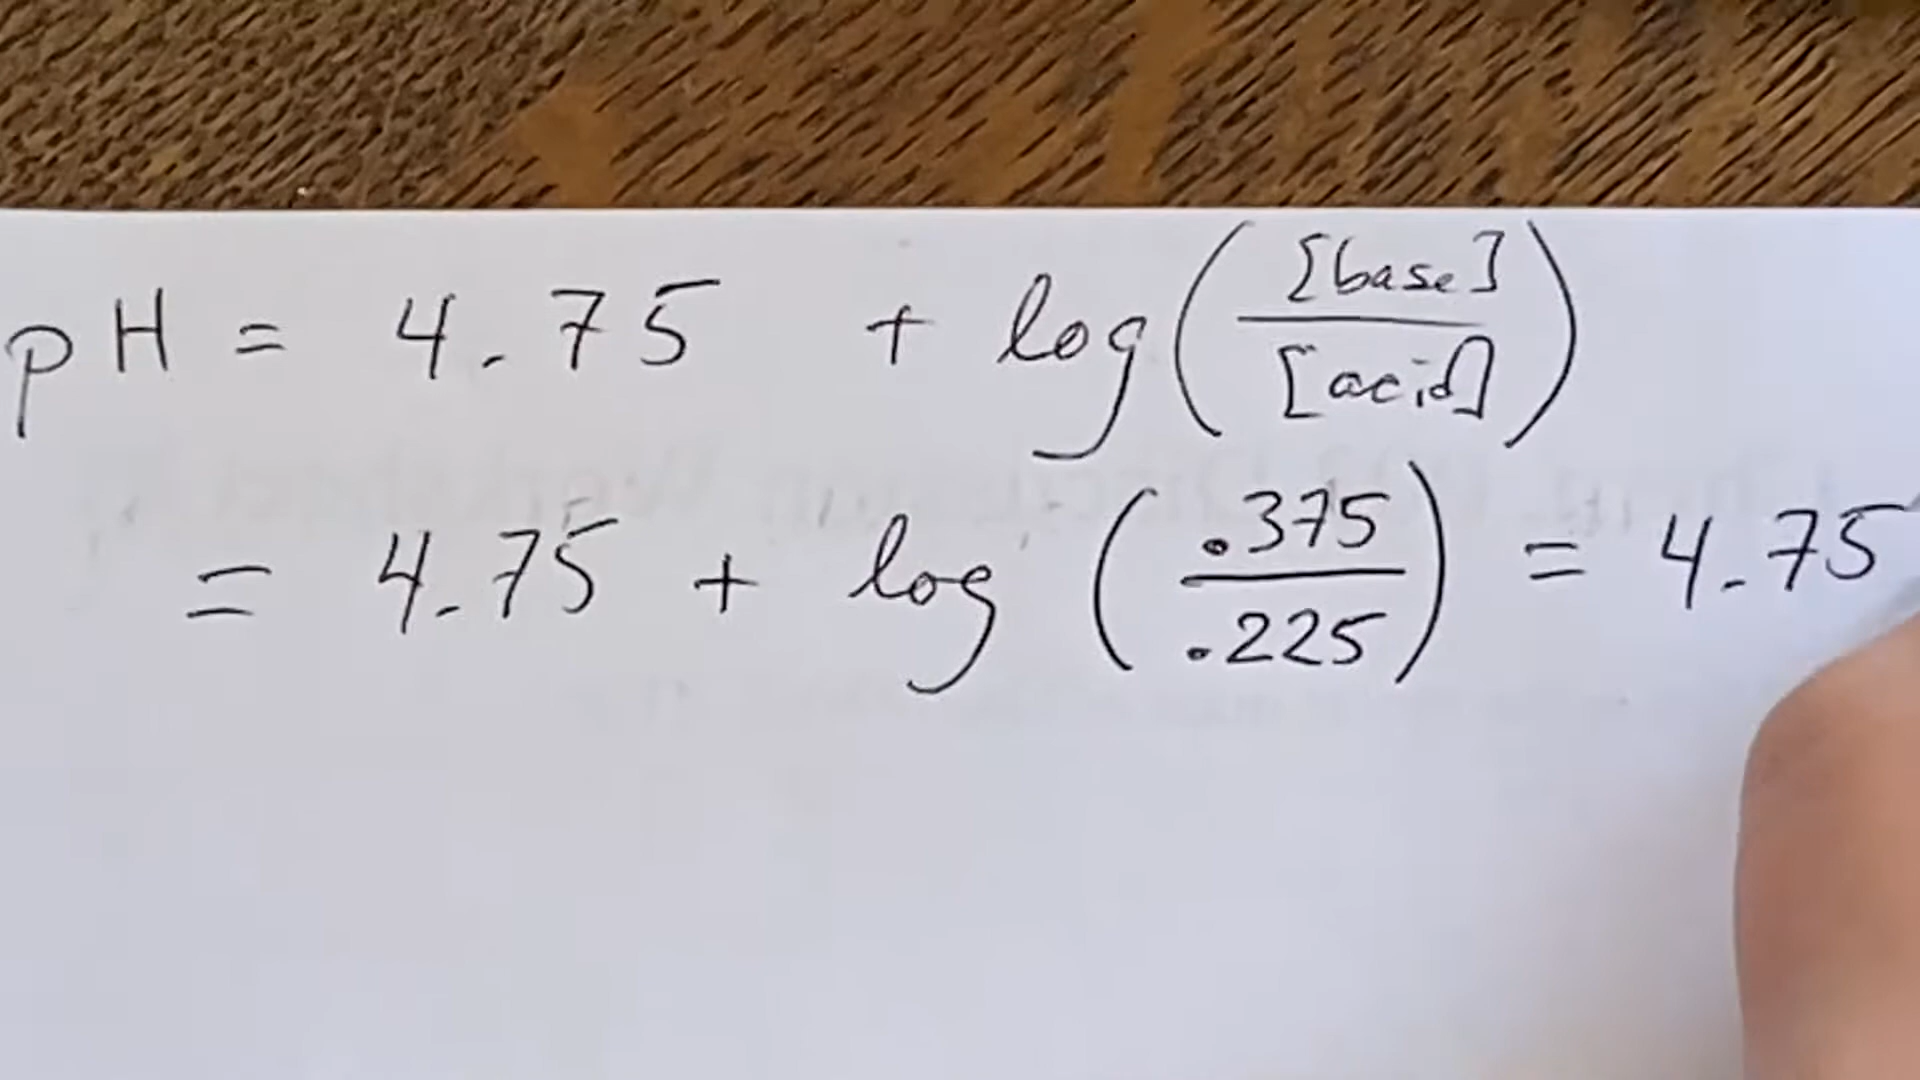 pH = 4.75 + log([base]/[acid])
= 4.75 + log(.375/.225) = 4.75